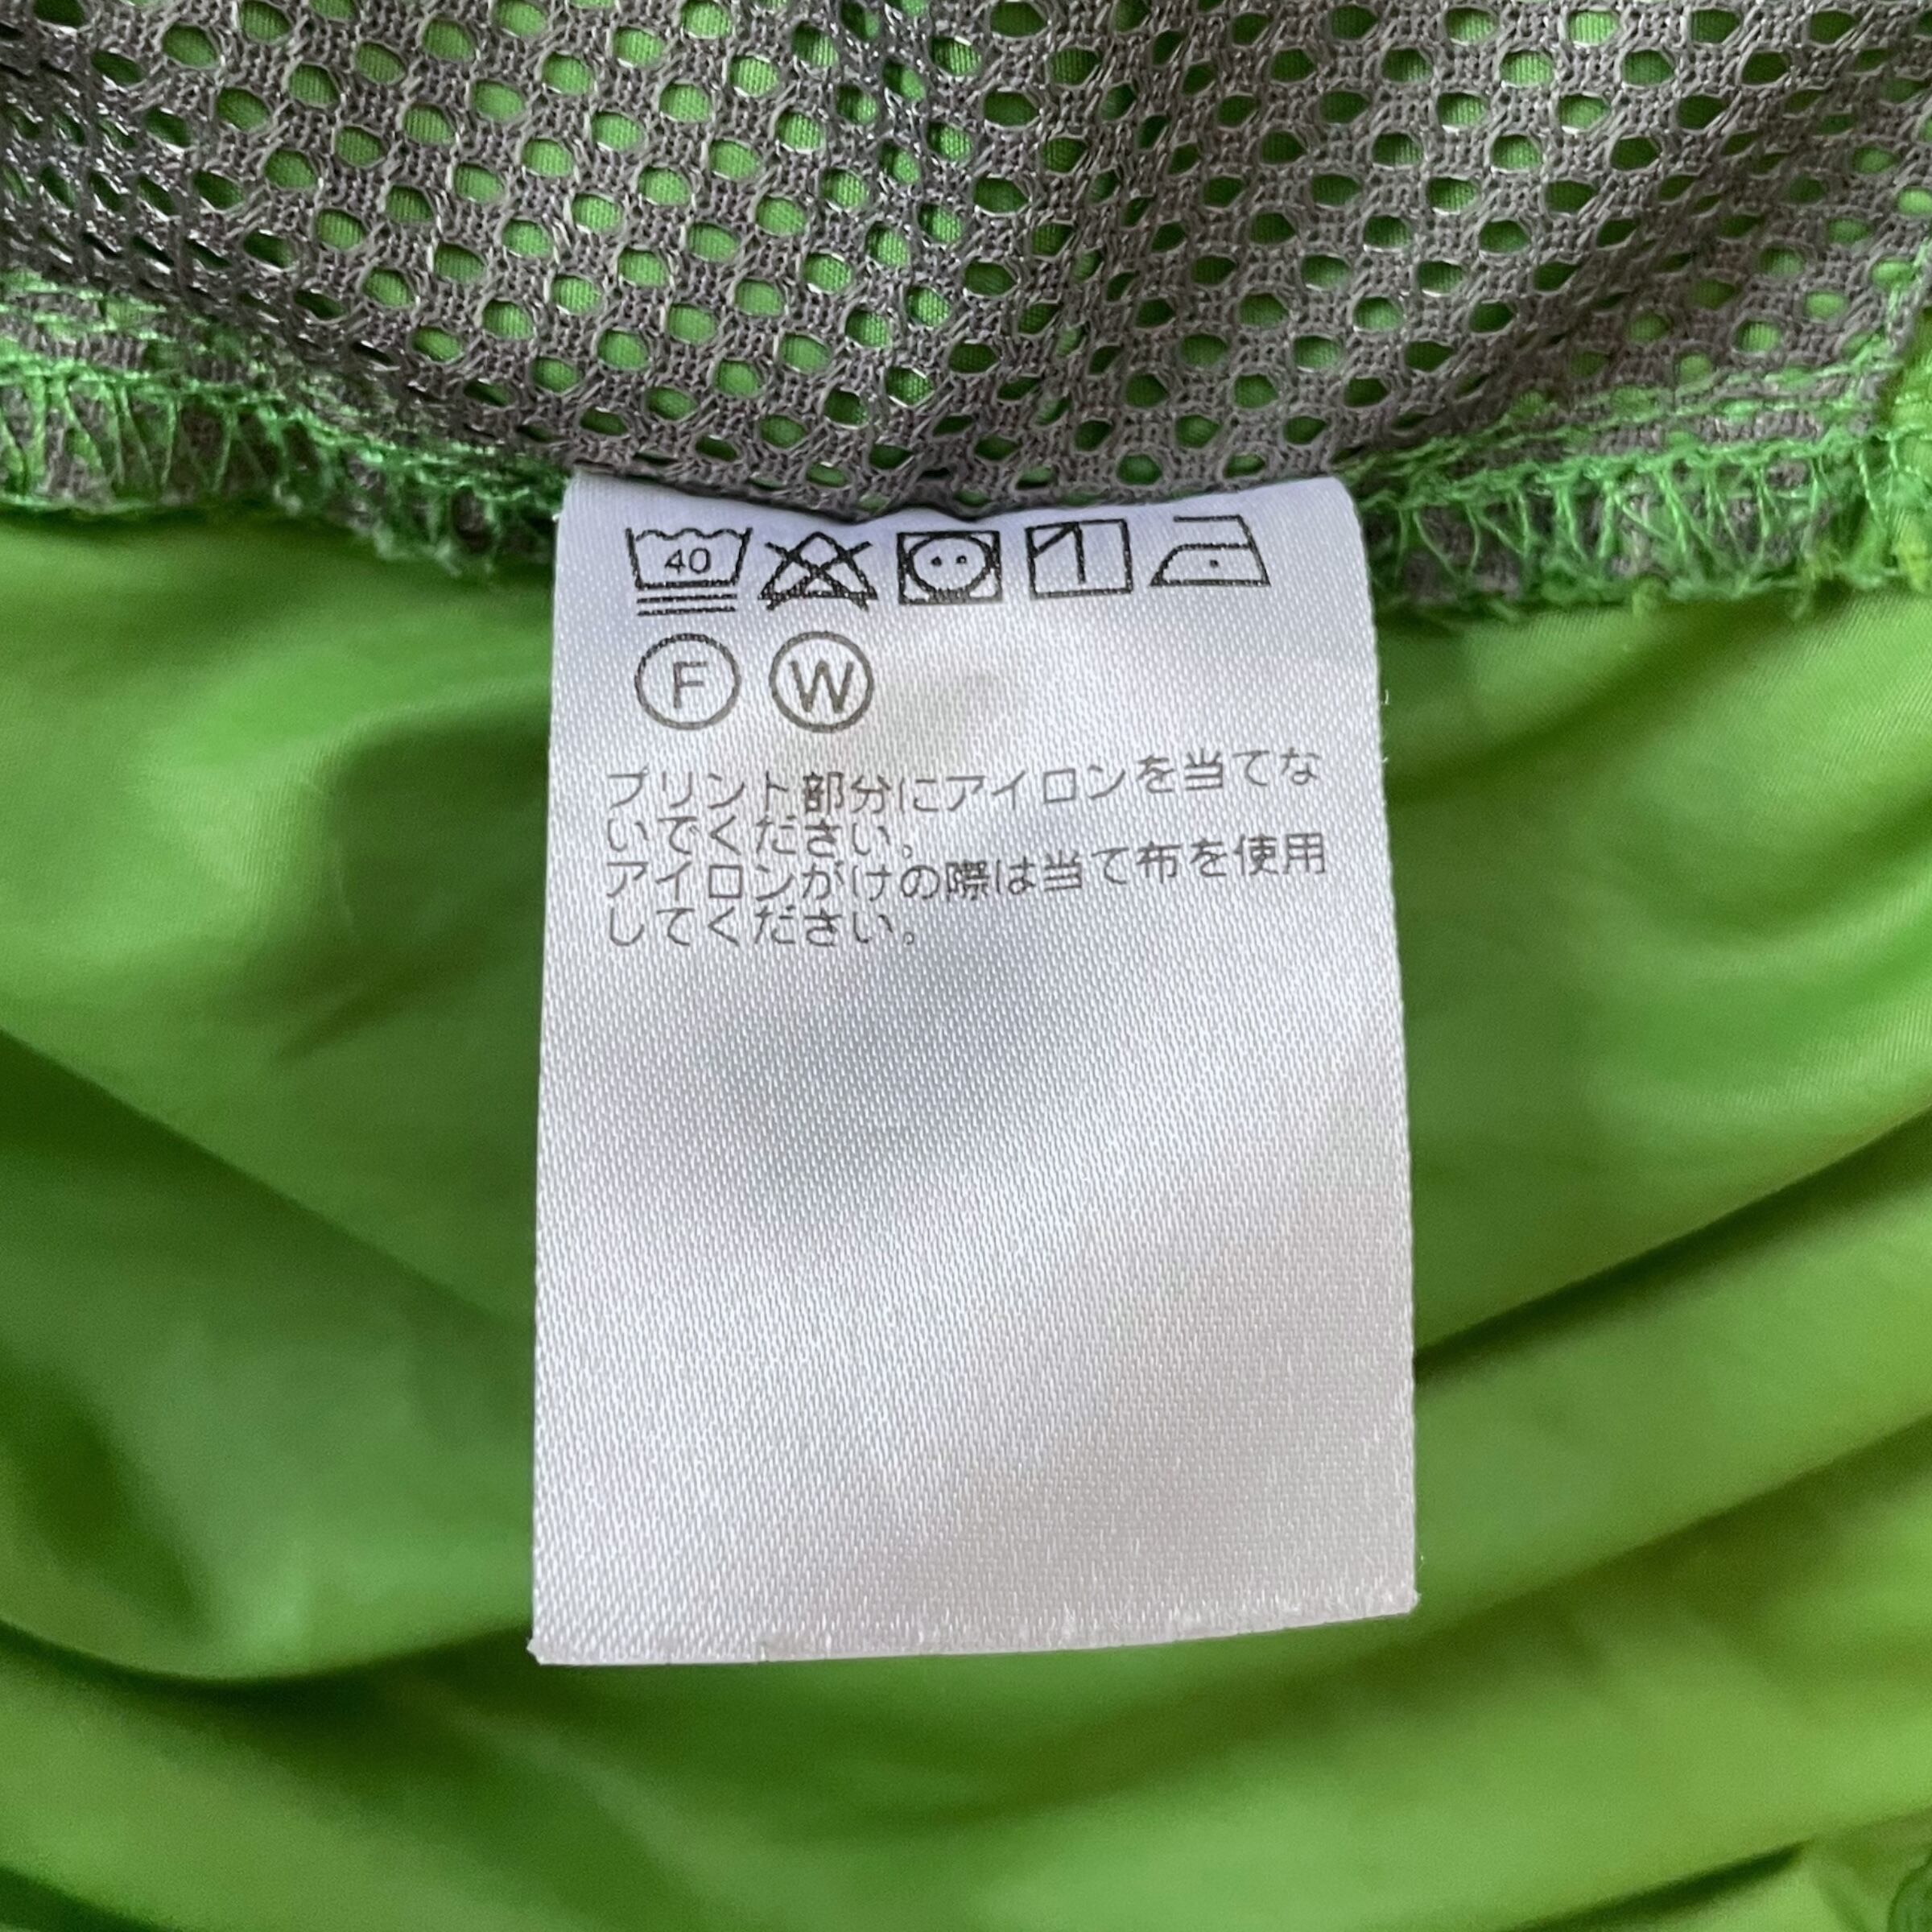 40
F W
プリント部分にアイロンを当てな
いでください。
アイロンがけの際は当て布を使用
してください。